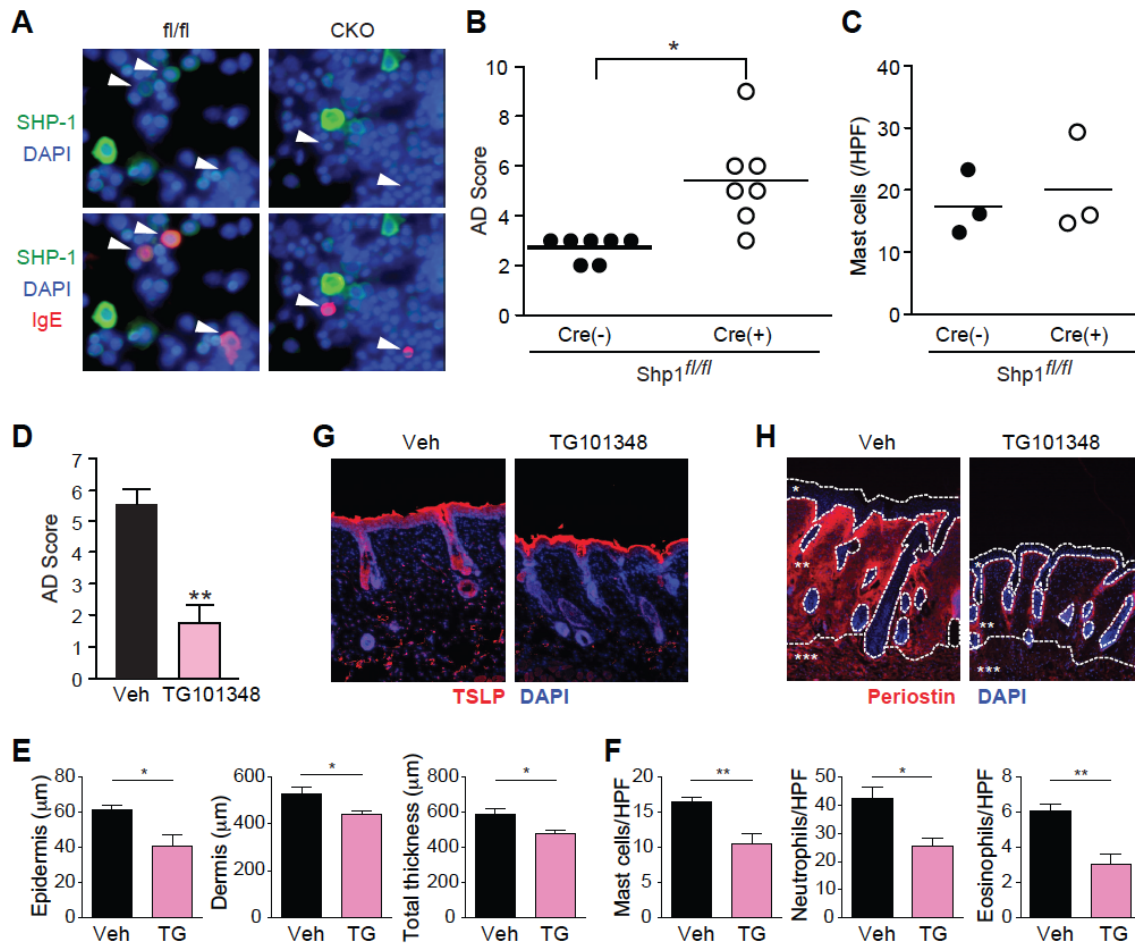 A
fl/fl
CKO
SHP-1
DAPI
SHP-1
DAPI
IgE
B
*
AD Score
10
8
6
4
2
0
Cre(-)
Cre(+)
Shp1fl/fl
C
Mast cells (/HPF)
40
30
20
10
0
Cre(-)
Cre(+)
Shp1fl/fl
D
AD Score
7
6
5
4
3
2
1
0
**
Veh TG101348
G
Veh
TG101348
TSLP DAPI
H
Veh
TG101348
*
**
***
*
**
***
Periostin DAPI
E
Epidermis (μm)
80
60
40
20
0
*
Veh TG
Dermis (μm)
600
400
200
0
*
Veh TG
Total thickness (μm)
800
600
400
200
0
*
Veh TG
F
Mast cells/HPF
20
15
10
5
0
**
Veh TG
Neutrophils/HPF
50
40
30
20
10
0
*
Veh TG
Eosinophils/HPF
8
6
4
2
0
**
Veh TG